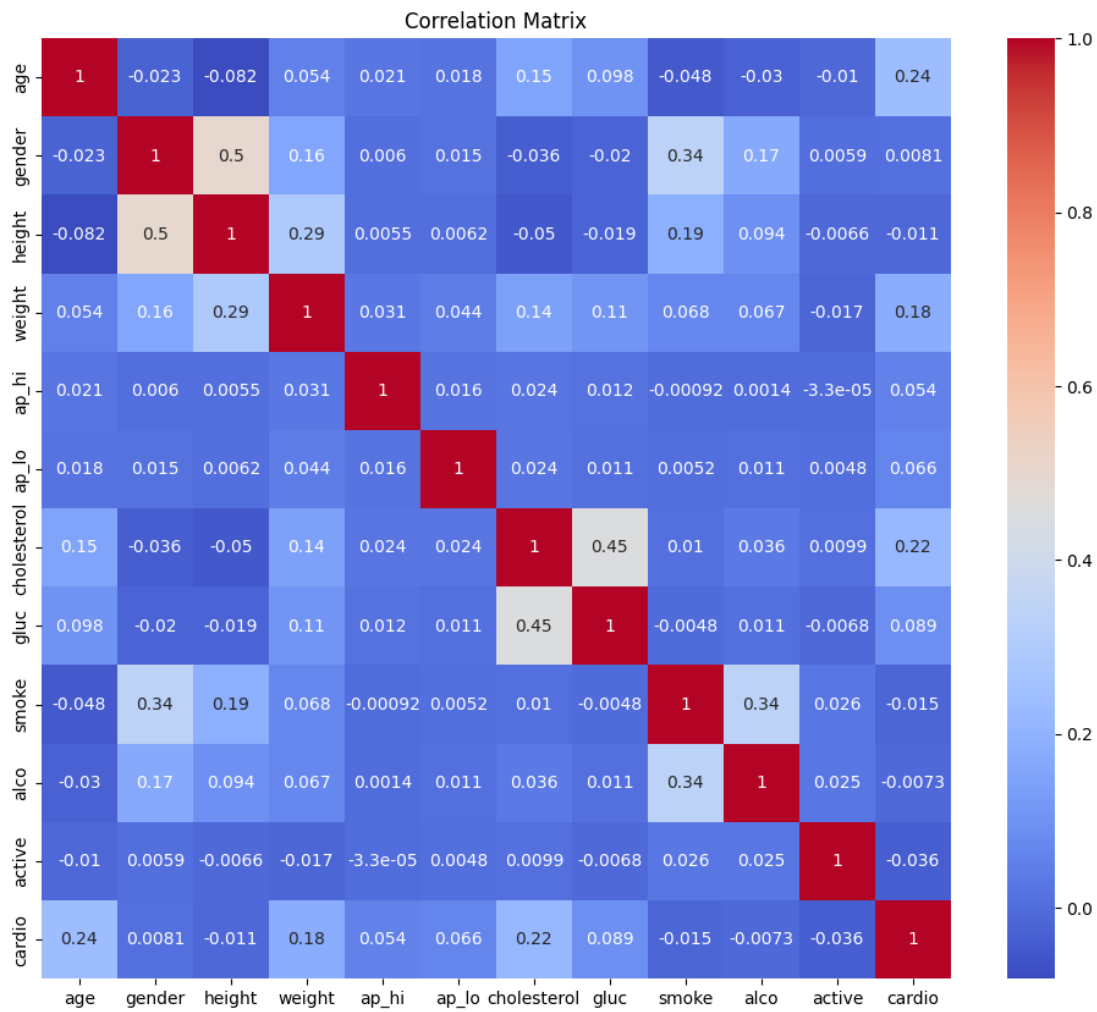 Correlation Matrix
age 1 -0.023 -0.082 0.054 0.021 0.018 0.15 0.098 -0.048 -0.03 -0.01 0.24
gender -0.023 1 0.5 0.16 0.006 0.015 -0.036 -0.02 0.34 0.17 0.0059 0.0081
height -0.082 0.5 1 0.29 0.0055 0.0062 -0.05 -0.019 0.19 0.094 -0.0066 -0.011
weight 0.054 0.16 0.29 1 0.031 0.044 0.14 0.11 0.068 0.067 -0.017 0.18
ap_hi 0.021 0.006 0.0055 0.031 1 0.016 0.024 0.012 -0.00092 0.0014 -3.3e-05 0.054
ap_lo 0.018 0.015 0.0062 0.044 0.016 1 0.024 0.011 0.0052 0.011 0.0048 0.066
cholesterol 0.15 -0.036 -0.05 0.14 0.024 0.024 1 0.45 0.01 0.036 0.0099 0.22
gluc 0.098 -0.02 -0.019 0.11 0.012 0.011 0.45 1 -0.0048 0.011 -0.0068 0.089
smoke -0.048 0.34 0.19 0.068 -0.00092 0.0052 0.01 -0.0048 1 0.34 0.026 -0.015
alco -0.03 0.17 0.094 0.067 0.0014 0.011 0.036 0.011 0.34 1 0.025 -0.0073
active -0.01 0.0059 -0.0066 -0.017 -3.3e-05 0.0048 0.0099 -0.0068 0.026 0.025 1 -0.036
cardio 0.24 0.0081 -0.011 0.18 0.054 0.066 0.22 0.089 -0.015 -0.0073 -0.036 1
age gender height weight ap_hi ap_lo cholesterol gluc smoke alco active cardio
1.0
0.8
0.6
0.4
0.2
0.0